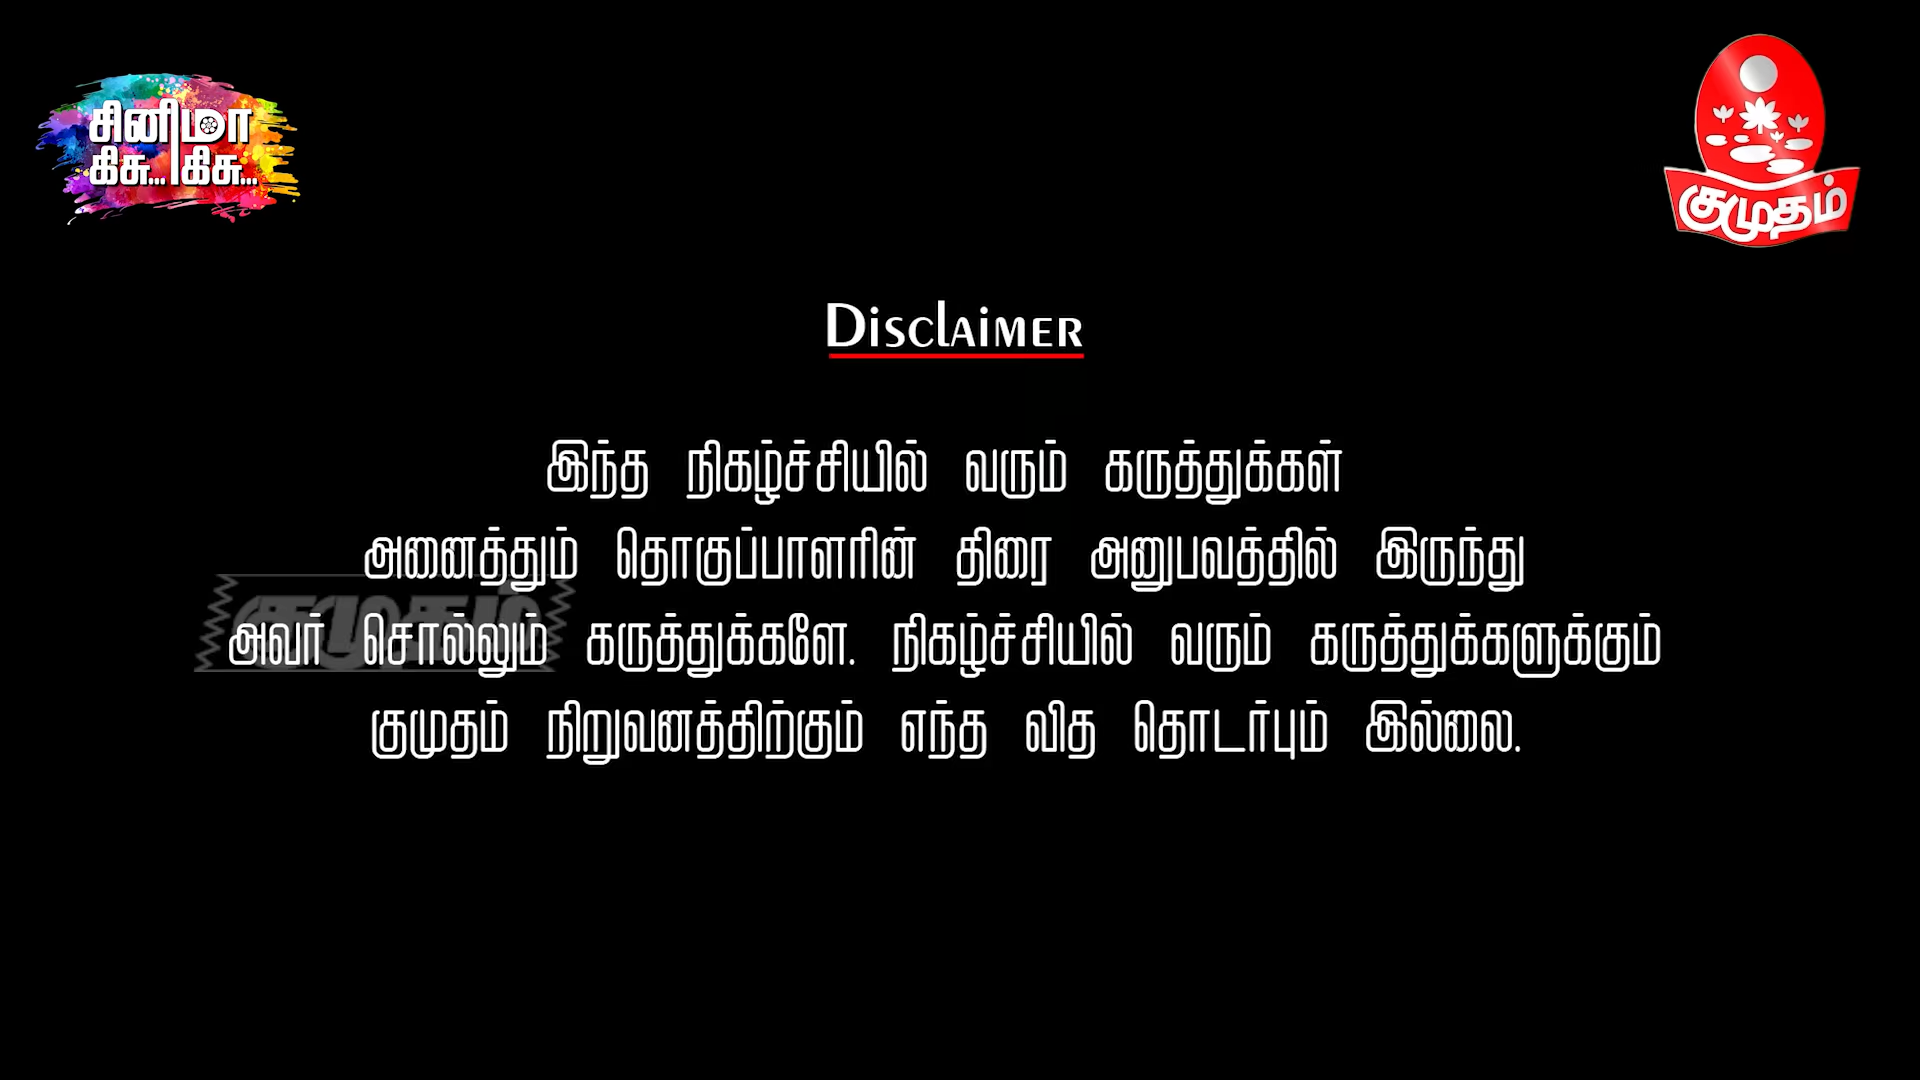 சினிமா
கிசு...கிசு...
குமுதம்
Disclaimer
இந்த நிகழ்ச்சியில் வரும் கருத்துக்கள்
அனைத்தும் தொகுப்பாளரின் திரை அனுபவத்தில் இருந்து
அவர் சொல்லும் கருத்துக்களே. நிகழ்ச்சியில் வரும் கருத்துக்களுக்கும்
குமுதம் நிறுவனத்திற்கும் எந்த வித தொடர்பும் இல்லை.
குமுதம்